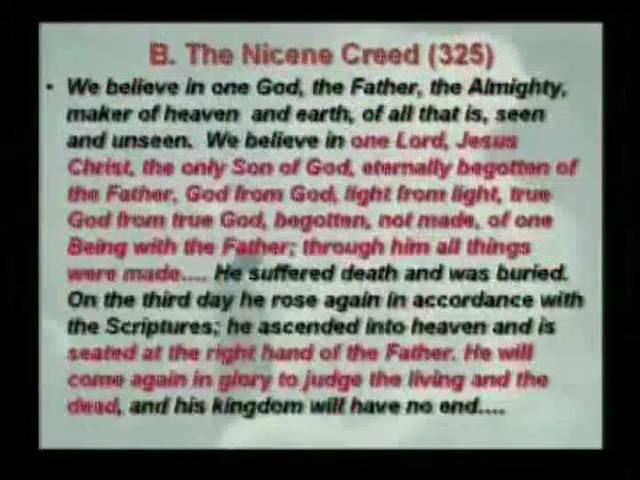 B. The Nicene Creed (325)
• We believe in one God, the Father, the Almighty,
maker of heaven and earth, of all that is, seen
and unseen. We believe in one Lord, Jesus
Christ, the only Son of God, eternally begotten of
the Father, God from God, light from light, true
God from true God, begotten, not made, of one
Being with the Father; through him all things
were made.... He suffered death and was buried.
On the third day he rose again in accordance with
the Scriptures; he ascended into heaven and is
seated at the right hand of the Father. He will
come again in glory to judge the living and the
dead, and his kingdom will have no end....